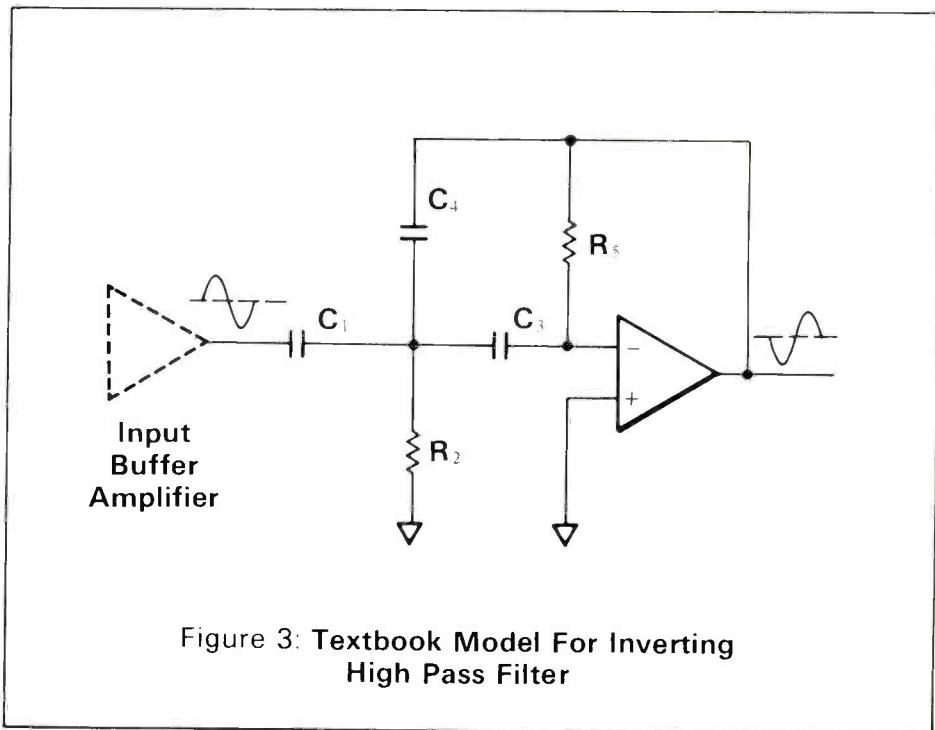 C₄
R₅
C₁
C₃
−
+
R₂
Input
Buffer
Amplifier
Figure 3: Textbook Model For Inverting
High Pass Filter